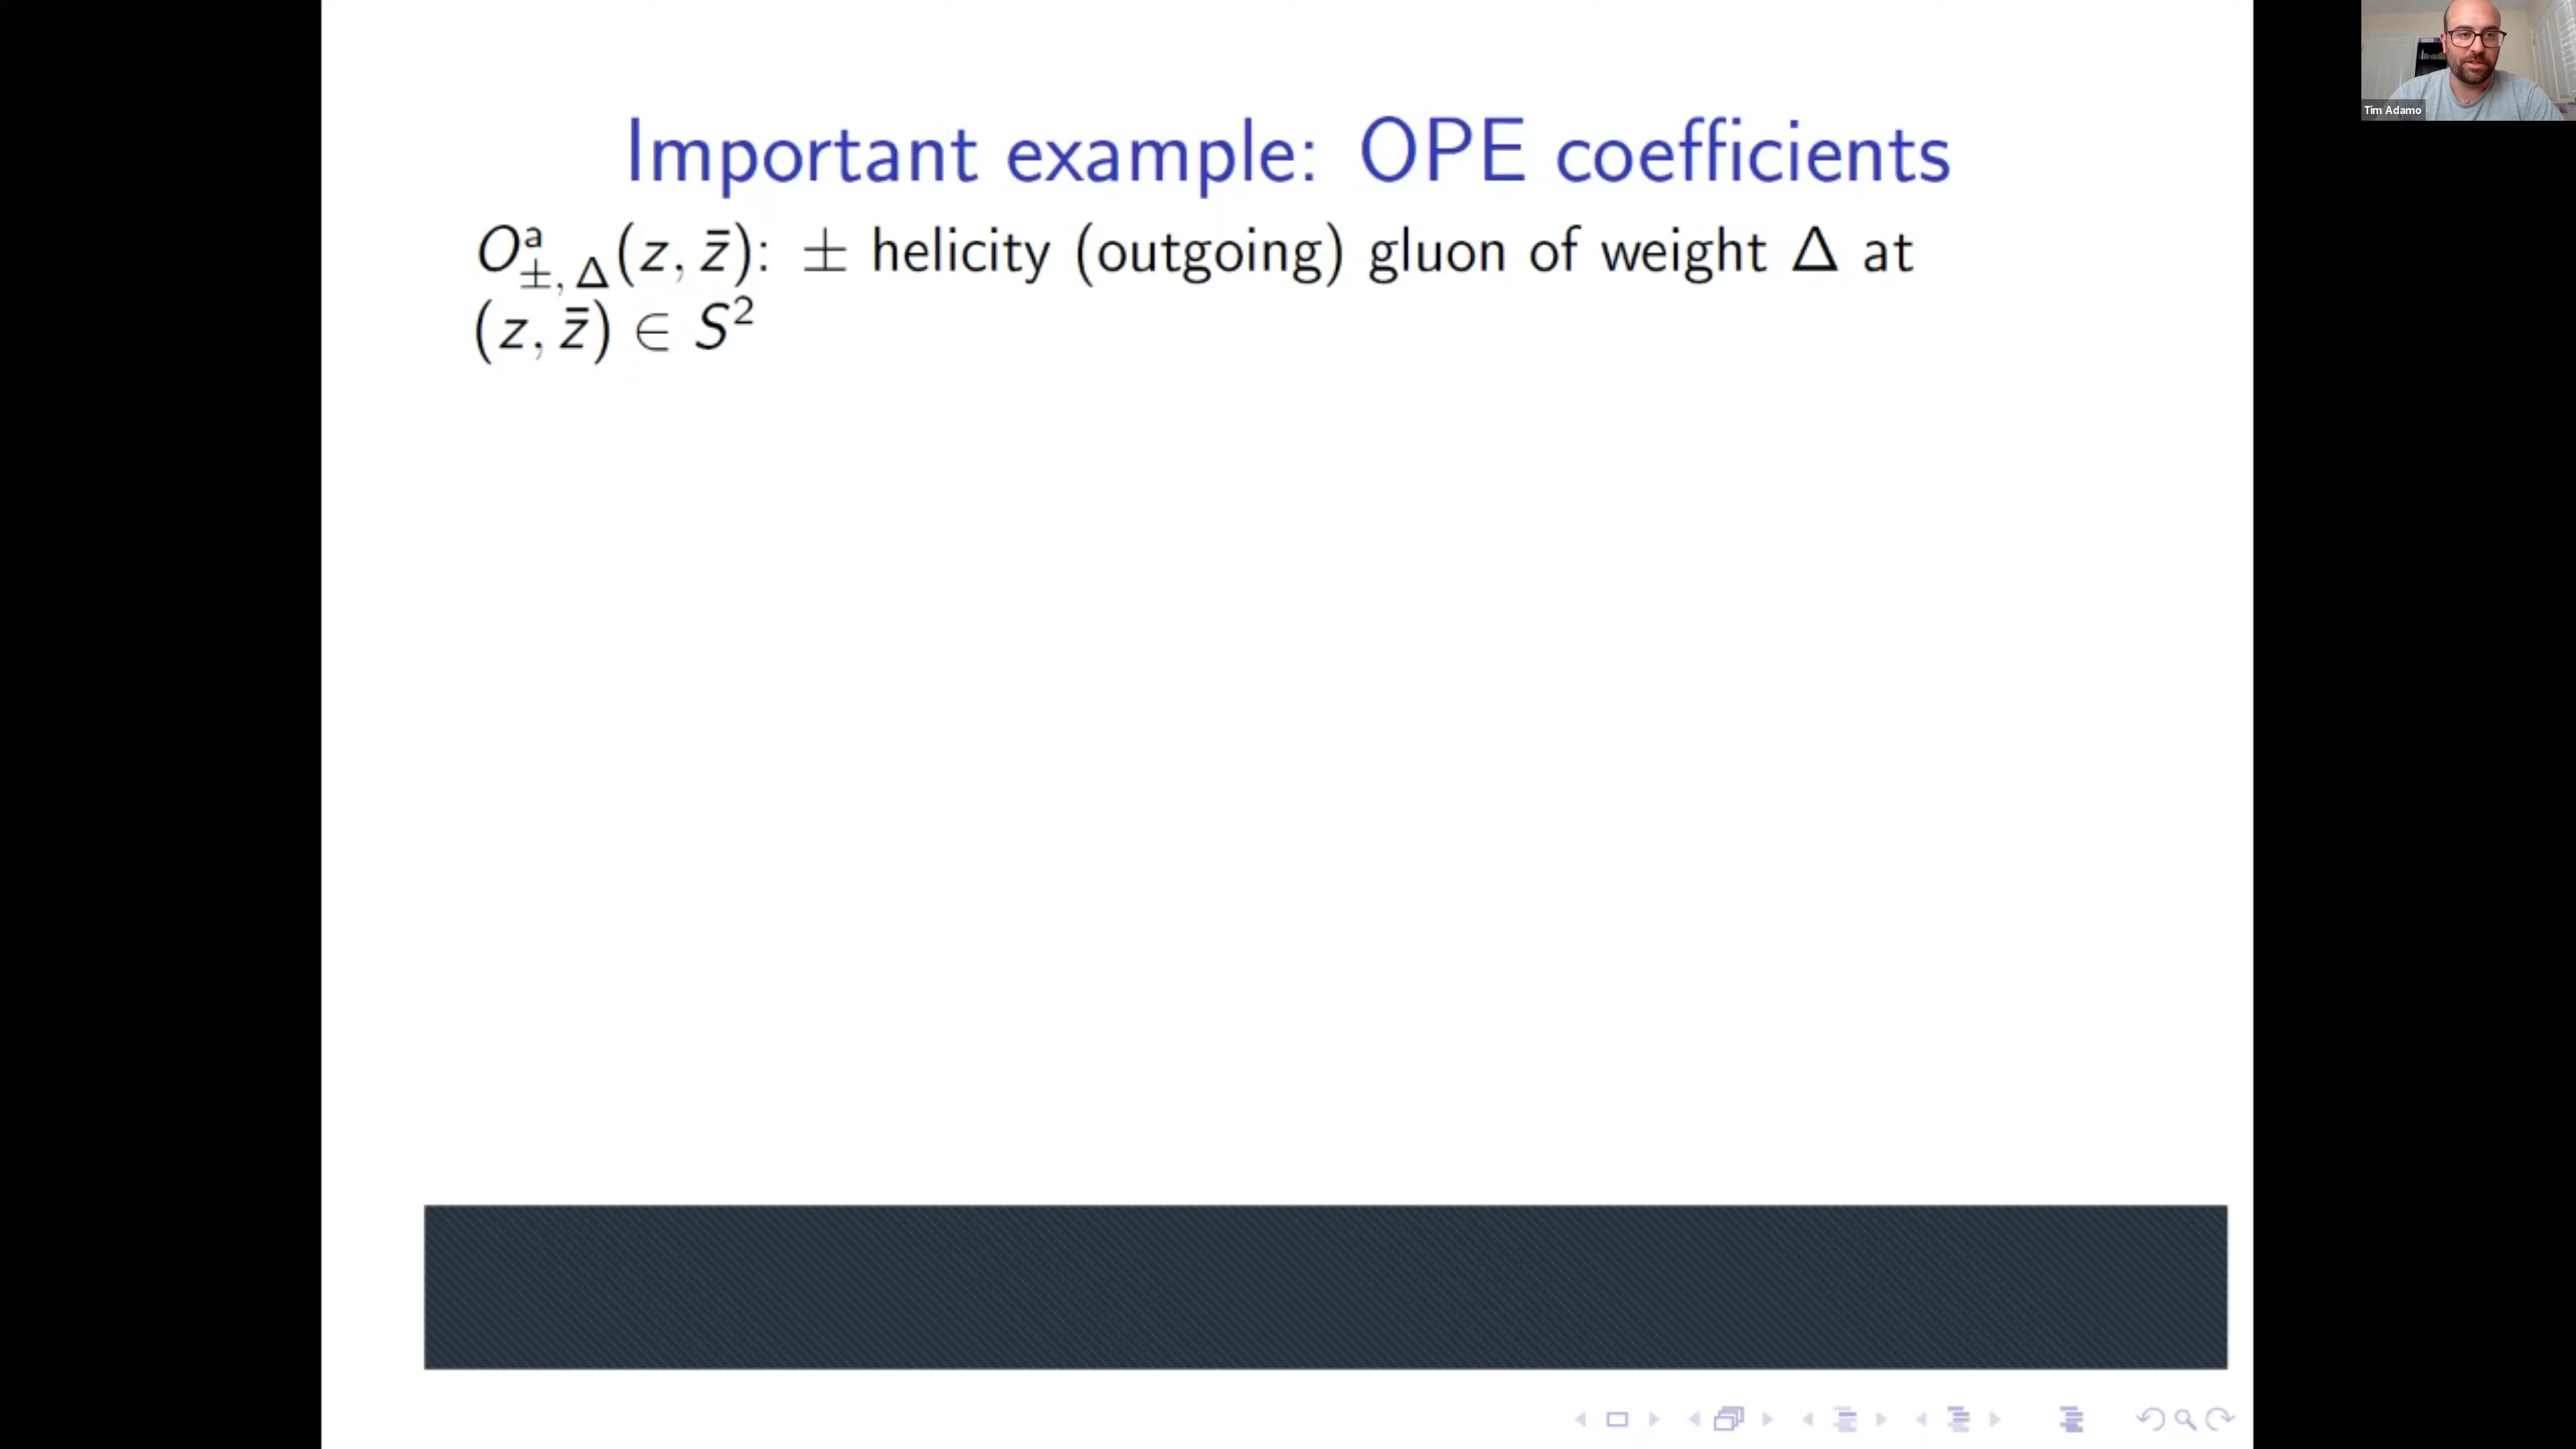 Important example: OPE coefficients
O^a_{±, Δ}(z, z̄): ± helicity (outgoing) gluon of weight Δ at
(z, z̄) ∈ S²
Tim Adamo